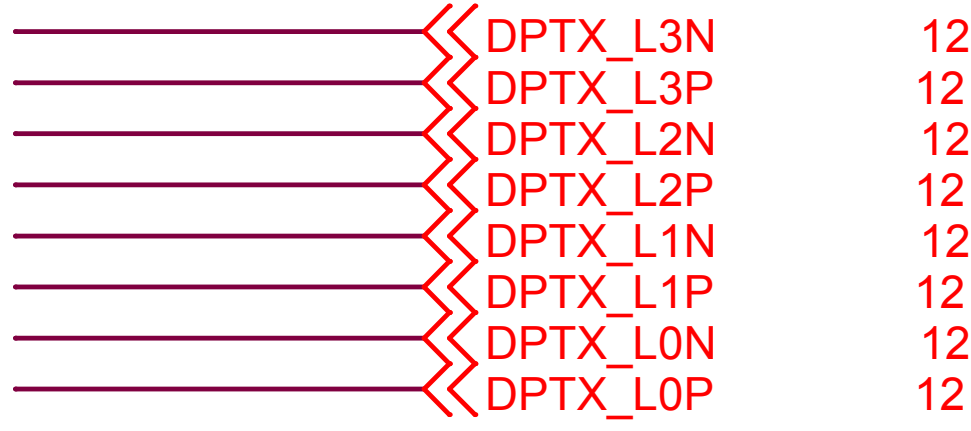 DPTX_L3N 12
DPTX_L3P 12
DPTX_L2N 12
DPTX_L2P 12
DPTX_L1N 12
DPTX_L1P 12
DPTX_L0N 12
DPTX_L0P 12